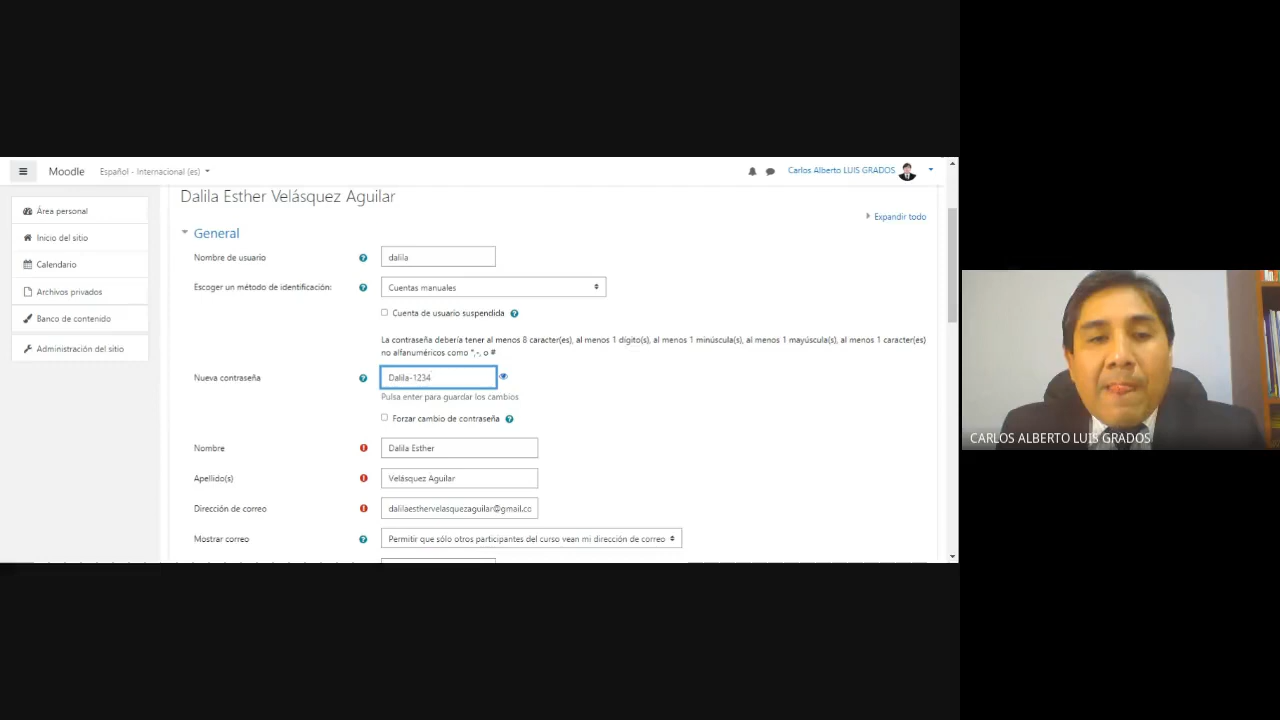 Moodle
Español - Internacional (es)
Carlos Alberto LUIS GRADOS
Dalila Esther Velásquez Aguilar
Expandir todo
Área personal
Inicio del sitio
Calendario
Archivos privados
Banco de contenido
Administración del sitio
General
Nombre de usuario
dalila
Escoger un método de identificación:
Cuentas manuales
Cuenta de usuario suspendida
La contraseña debería tener al menos 8 caracter(es), al menos 1 dígito(s), al menos 1 minúscula(s), al menos 1 mayúscula(s), al menos 1 caracter(es)
no alfanuméricos como *,-, o #
Nueva contraseña
Dalila-1234
Pulsa enter para guardar los cambios
Forzar cambio de contraseña
Nombre
Dalila Esther
Apellido(s)
Velásquez Aguilar
Dirección de correo
dalilaesthervelasquezaguilar@gmail.co
Mostrar correo
Permitir que sólo otros participantes del curso vean mi dirección de correo
CARLOS ALBERTO LUIS GRADOS